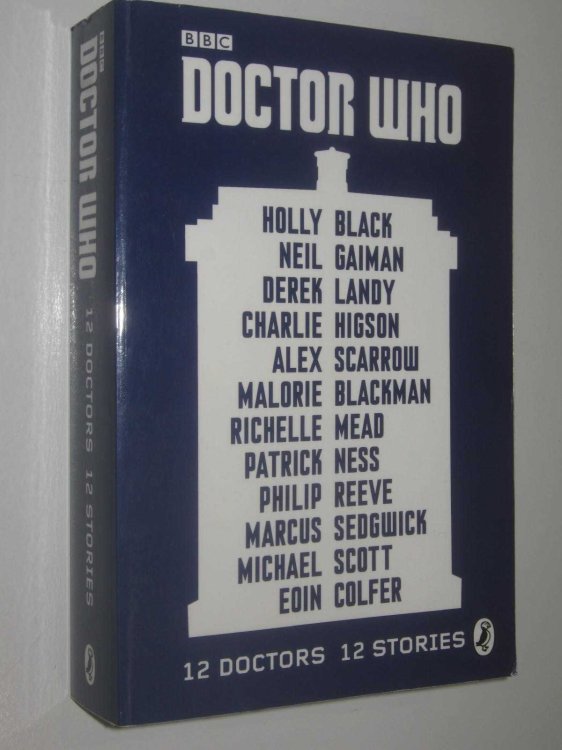 BBC
DOCTOR WHO
HOLLY BLACK
NEIL GAIMAN
DEREK LANDY
CHARLIE HIGSON
ALEX SCARROW
MALORIE BLACKMAN
RICHELLE MEAD
PATRICK NESS
PHILIP REEVE
MARCUS SEDGWICK
MICHAEL SCOTT
EOIN COLFER
12 DOCTORS 12 STORIES
BBC
DOCTOR WHO
12 DOCTORS 12 STORIES